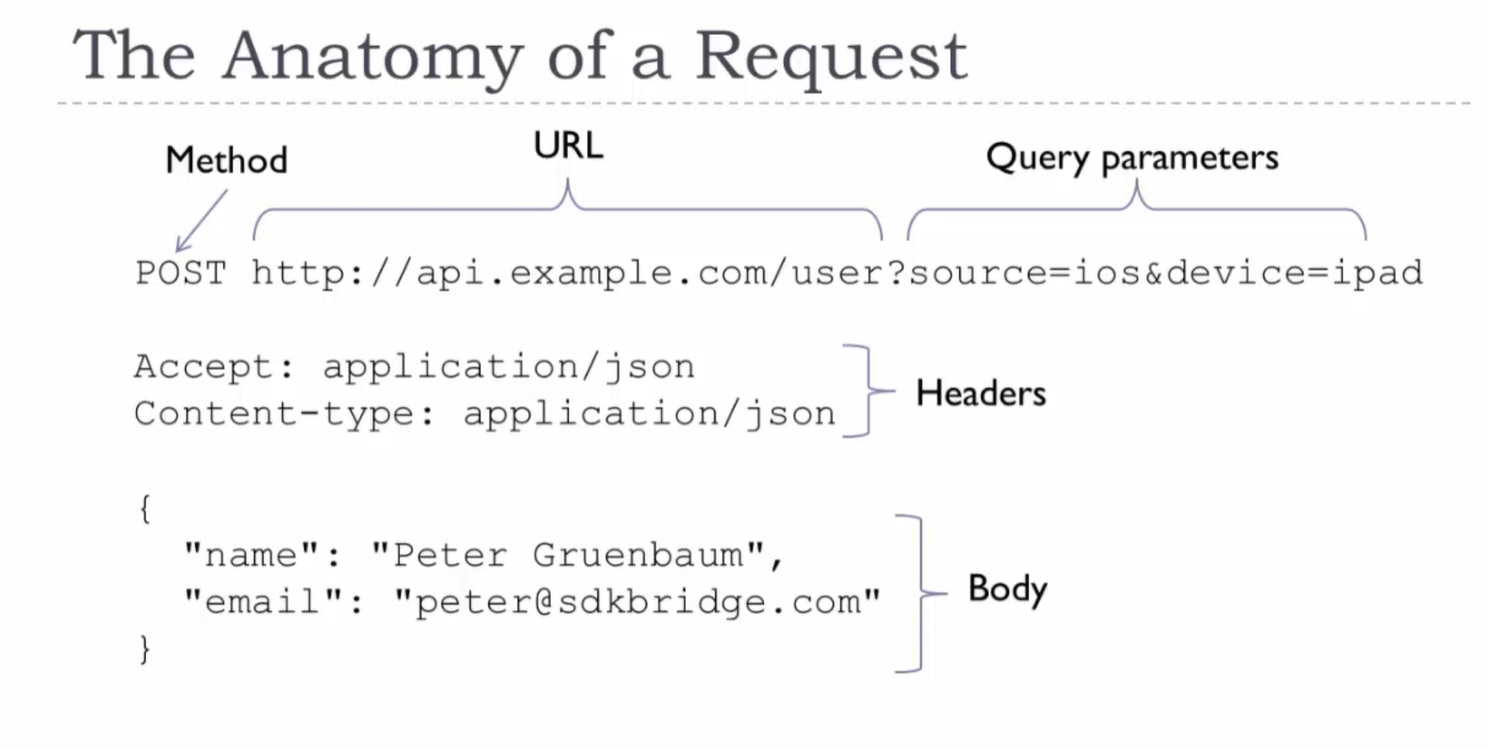 The Anatomy of a Request
Method
URL
Query parameters
POST http://api.example.com/user?source=ios&device=ipad
Accept: application/json
Content-type: application/json
Headers
{
"name": "Peter Gruenbaum",
"email": "peter@sdkbridge.com"
}
Body